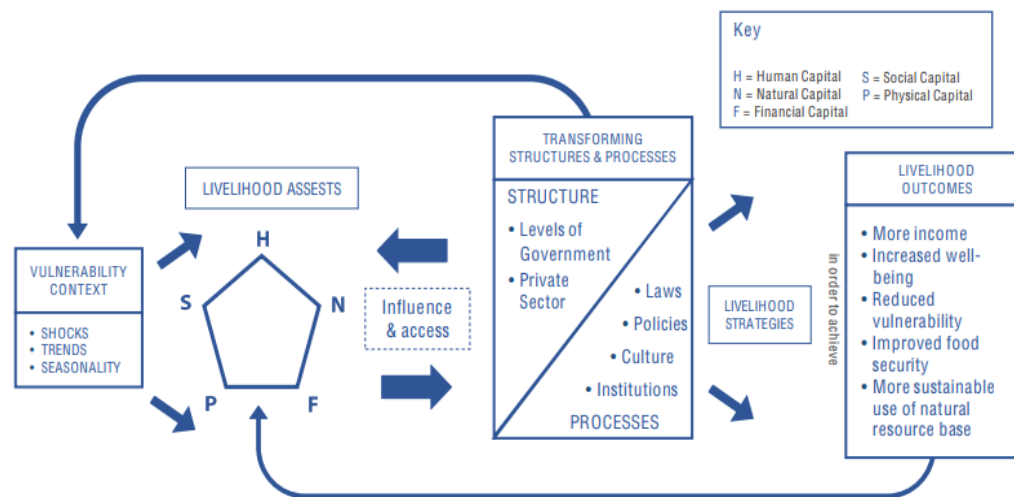 Key
H = Human Capital
S = Social Capital
N = Natural Capital
P = Physical Capital
F = Financial Capital
TRANSFORMING
STRUCTURES & PROCESSES
LIVELIHOOD
OUTCOMES
LIVELIHOOD ASSESTS
STRUCTURE
• Levels of
Government
• Private
Sector
• Laws
• Policies
• Culture
• Institutions
PROCESSES
H
S
N
P
F
VULNERABILITY
CONTEXT
• SHOCKS
• TRENDS
• SEASONALITY
Influence
& access
LIVELIHOOD
STRATEGIES
in order to achieve
• More income
• Increased well-
being
• Reduced
vulnerability
• Improved food
security
• More sustainable
use of natural
resource base